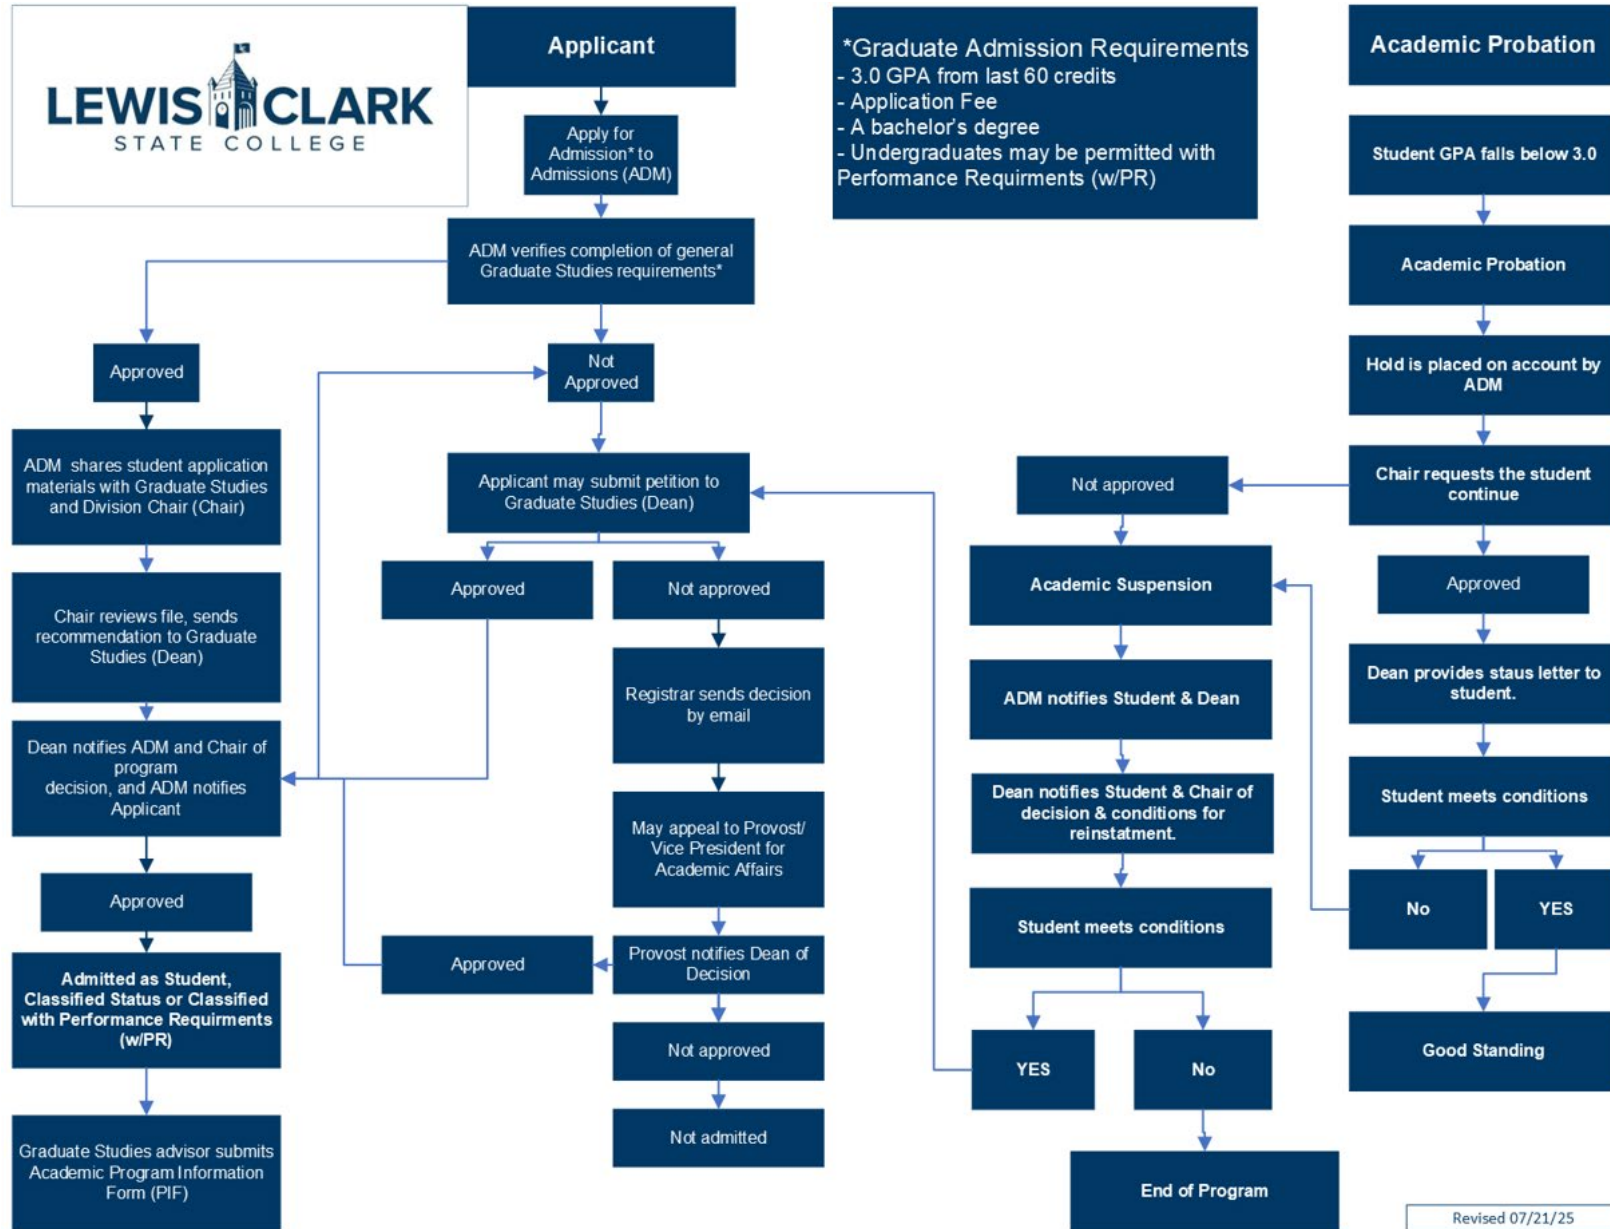 LEWIS CLARK
STATE COLLEGE
Applicant
Apply for
Admission* to
Admissions (ADM)
ADM verifies completion of general
Graduate Studies requirements*
Approved
ADM shares student application
materials with Graduate Studies
and Division Chair (Chair)
Chair reviews file, sends
recommendation to Graduate
Studies (Dean)
Dean notifies ADM and Chair of
program
decision, and ADM notifies
Applicant
Approved
Admitted as Student,
Classified Status or Classified
with Performance Requirments
(w/PR)
Graduate Studies advisor submits
Academic Program Information
Form (PIF)
Not
Approved
Applicant may submit petition to
Graduate Studies (Dean)
Approved
Not approved
Registrar sends decision
by email
May appeal to Provost/
Vice President for
Academic Affairs
Provost notifies Dean of
Decision
Approved
Not approved
Not admitted
*Graduate Admission Requirements
- 3.0 GPA from last 60 credits
- Application Fee
- A bachelor's degree
- Undergraduates may be permitted with
Performance Requirments (w/PR)
Academic Probation
Student GPA falls below 3.0
Academic Probation
Hold is placed on account by
ADM
Chair requests the student
continue
Approved
Dean provides staus letter to
student.
Student meets conditions
No
YES
Good Standing
Not approved
Academic Suspension
ADM notifies Student & Dean
Dean notifies Student & Chair of
decision & conditions for
reinstatment.
Student meets conditions
YES
No
End of Program
Revised 07/21/25